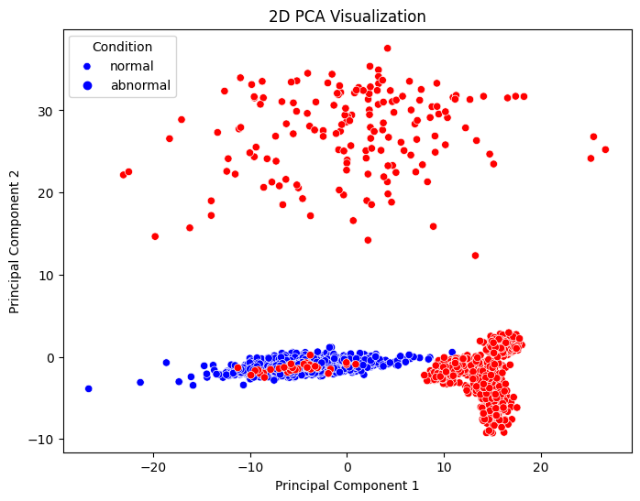 2D PCA Visualization
Condition
normal
abnormal
Principal Component 2
30
20
10
0
−10
−20
−10
0
10
20
Principal Component 1